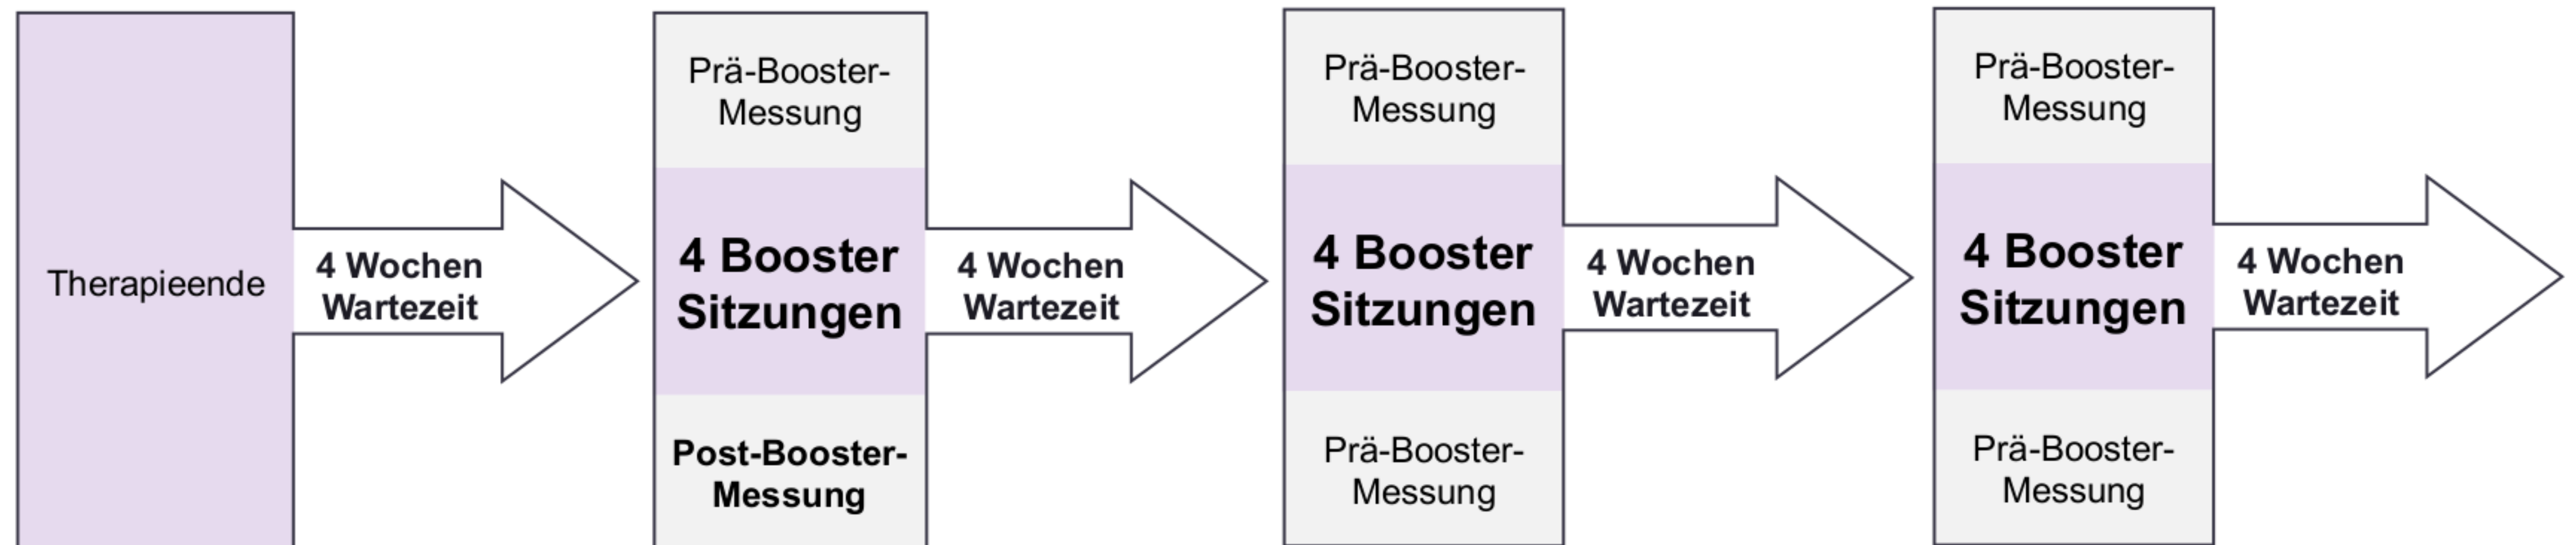 Therapieende
4 Wochen
Wartezeit
Prä-Booster-
Messung
4 Booster
Sitzungen
Post-Booster-
Messung
4 Wochen
Wartezeit
Prä-Booster-
Messung
4 Booster
Sitzungen
Prä-Booster-
Messung
4 Wochen
Wartezeit
Prä-Booster-
Messung
4 Booster
Sitzungen
Prä-Booster-
Messung
4 Wochen
Wartezeit